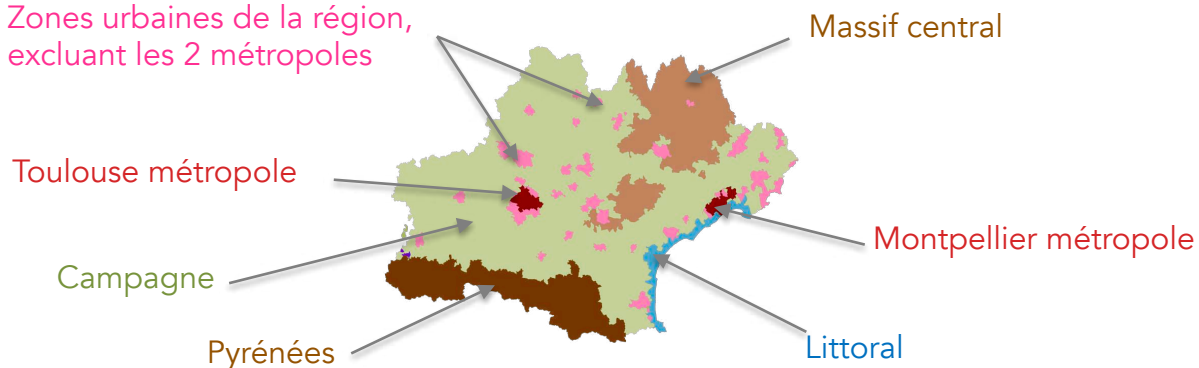 Zones urbaines de la région,
excluant les 2 métropoles
Massif central
Toulouse métropole
Montpellier métropole
Campagne
Pyrénées
Littoral